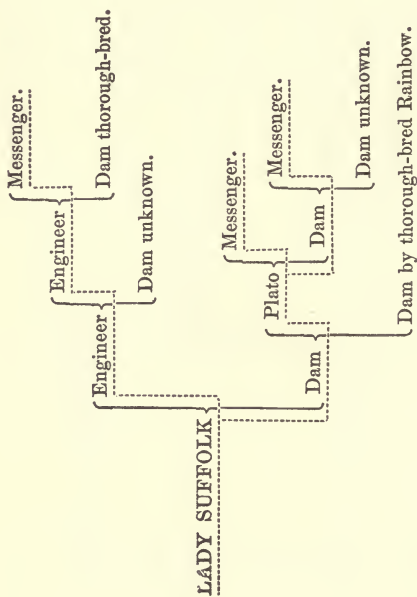 Messenger.
Engineer
Dam thorough-bred.
Engineer
Dam unknown.
LADY SUFFOLK
Messenger.
Plato
Messenger.
Dam
Dam unknown.
Dam
Dam by thorough-bred Rainbow.